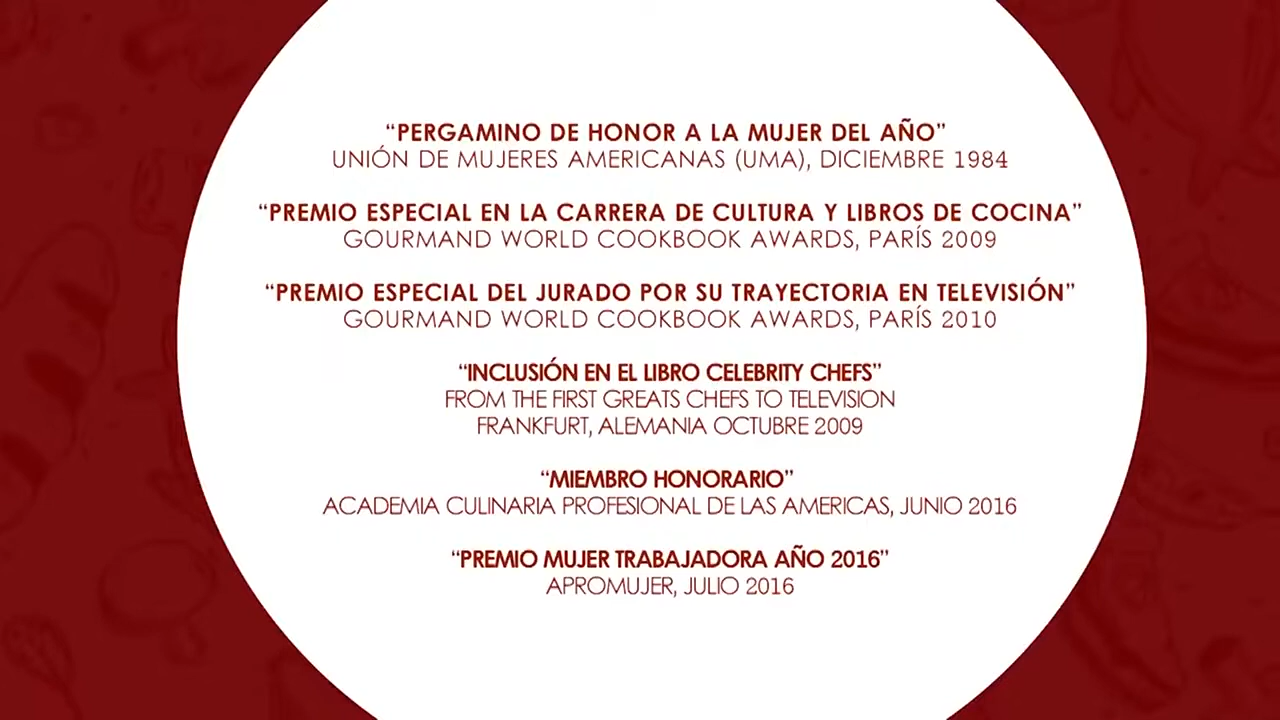 “PERGAMINO DE HONOR A LA MUJER DEL AÑO”
UNIÓN DE MUJERES AMERICANAS (UMA), DICIEMBRE 1984
“PREMIO ESPECIAL EN LA CARRERA DE CULTURA Y LIBROS DE COCINA”
GOURMAND WORLD COOKBOOK AWARDS, PARÍS 2009
“PREMIO ESPECIAL DEL JURADO POR SU TRAYECTORIA EN TELEVISIÓN”
GOURMAND WORLD COOKBOOK AWARDS, PARÍS 2010
“INCLUSIÓN EN EL LIBRO CELEBRITY CHEFS”
FROM THE FIRST GREATS CHEFS TO TELEVISION
FRANKFURT, ALEMANIA OCTUBRE 2009
“MIEMBRO HONORARIO”
ACADEMIA CULINARIA PROFESIONAL DE LAS AMERICAS, JUNIO 2016
“PREMIO MUJER TRABAJADORA AÑO 2016”
APROMUJER, JULIO 2016